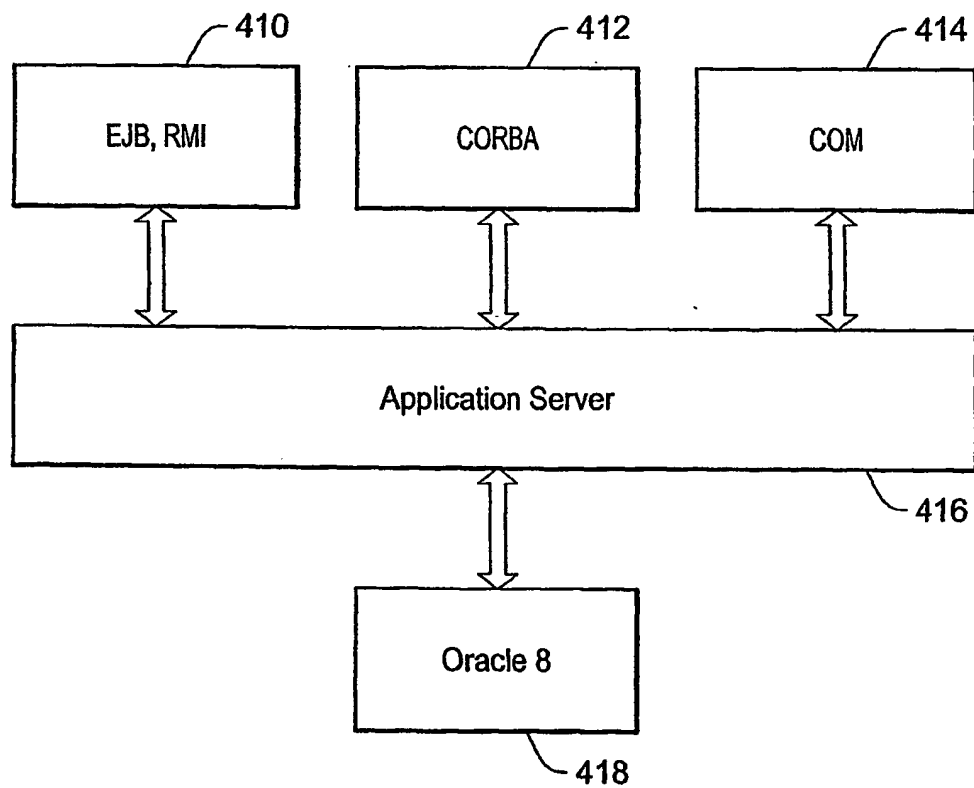 410
412
414
EJB, RMI
CORBA
COM
Application Server
416
Oracle 8
418